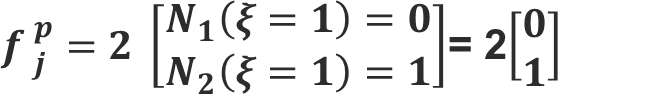 f_j^p = 2 [N_1(ξ = 1) = 0
N_2(ξ = 1) = 1] = 2[0
1]